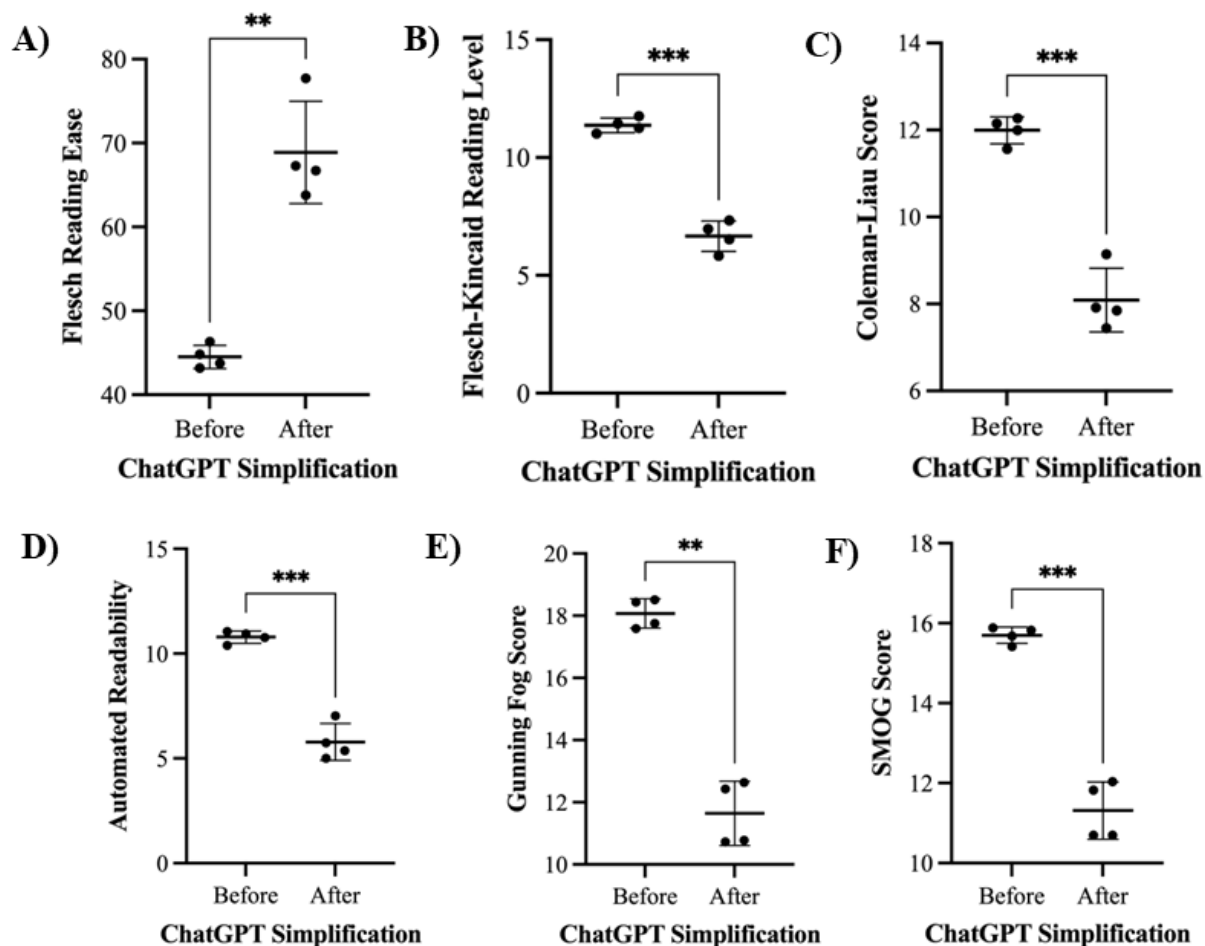 A)
**
Flesch Reading Ease
80
70
60
50
40
Before After
ChatGPT Simplification
B)
***
Flesch-Kincaid Reading Level
15
10
5
0
Before After
ChatGPT Simplification
C)
***
Coleman-Liau Score
14
12
10
8
6
Before After
ChatGPT Simplification
D)
***
Automated Readability
15
10
5
0
Before After
ChatGPT Simplification
E)
**
Gunning Fog Score
20
18
16
14
12
10
Before After
ChatGPT Simplification
F)
***
SMOG Score
18
16
14
12
10
Before After
ChatGPT Simplification